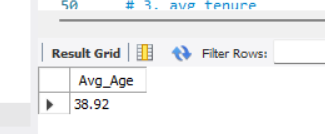 50 # 3. avg tenure
Result Grid Filter Rows:
Avg_Age
38.92